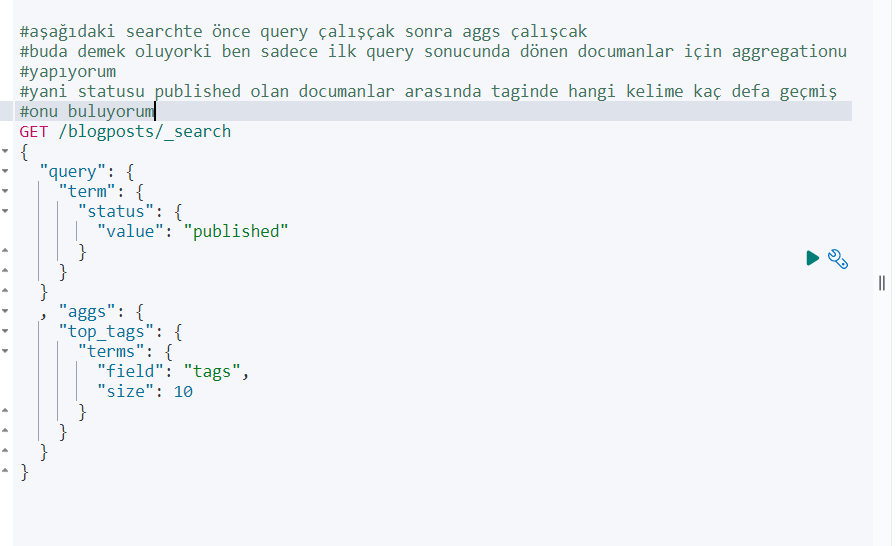 #aşağıdaki searchte önce query çalışçak sonra aggs çalışcak
#buda demek oluyorki ben sadece ilk query sonucunda dönen documanlar için aggregationu
#yapıyorum
#yani statusu published olan documanlar arasında taginde hangi kelime kaç defa geçmiş
#onu buluyorum
GET /blogposts/_search
{
  "query": {
    "term": {
      "status": {
        "value": "published"
      }
    }
  }
  , "aggs": {
    "top_tags": {
      "terms": {
        "field": "tags",
        "size": 10
      }
    }
  }
}